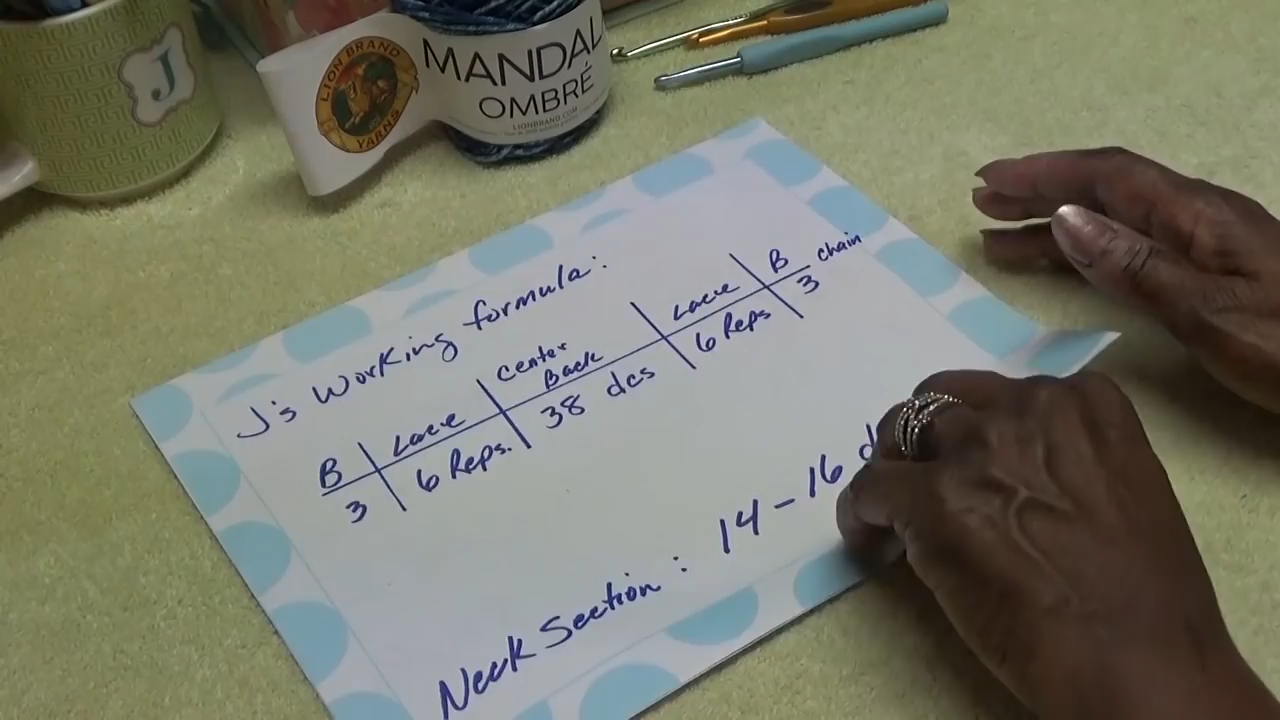 J
LION BRAND
YARNS
MANDAL
OMBRÉ
LIONBRAND.COM
J's Working formula:
B Lace Center Back Lace B chain
3 6 Reps. 38 dcs 6 Reps 3
Neck Section: 14-16 d